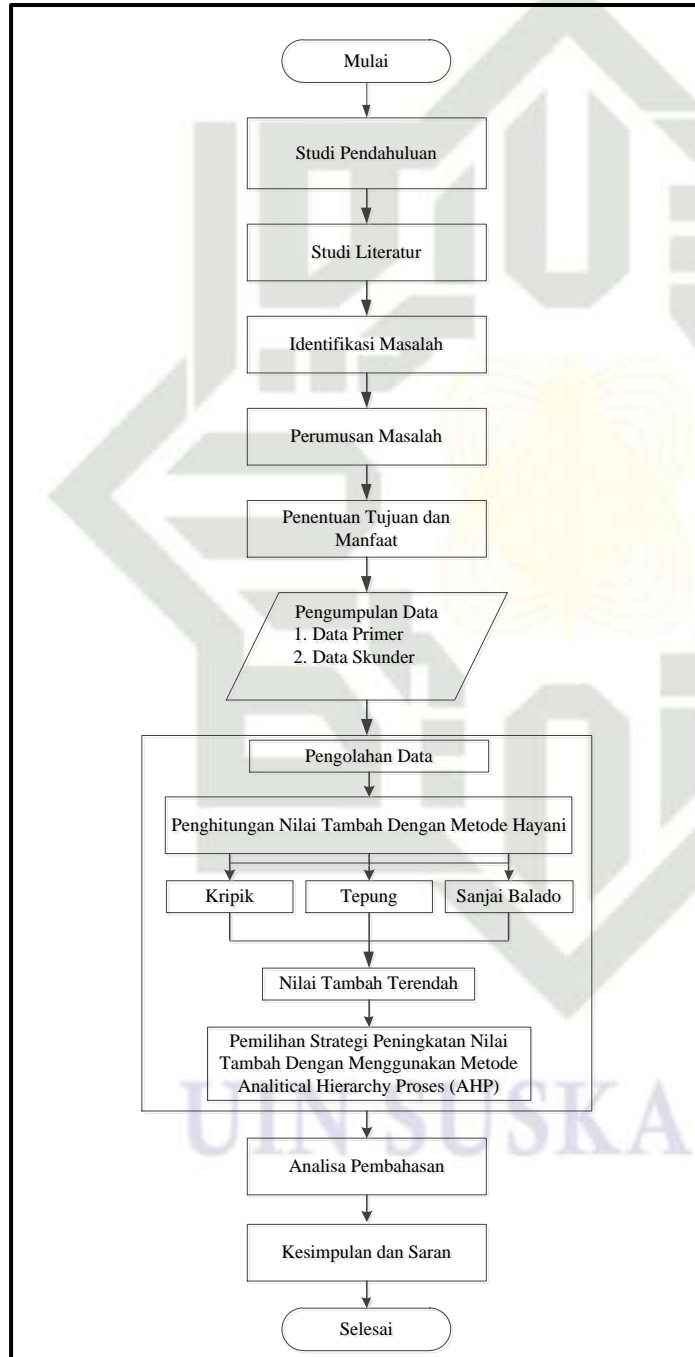 Mulai
Studi Pendahuluan
Studi Literatur
Identifikasi Masalah
Perumusan Masalah
Penentuan Tujuan dan
Manfaat
Pengumpulan Data
1. Data Primer
2. Data Skunder
Pengolahan Data
Penghitungan Nilai Tambah Dengan Metode Hayani
Kripik
Tepung
Sanjai Balado
Nilai Tambah Terendah
Pemilihan Strategi Peningkatan Nilai
Tambah Dengan Menggunakan Metode
Analitical Hierarchy Proses (AHP)
UIN SUSKA
Analisa Pembahasan
Kesimpulan dan Saran
Selesai